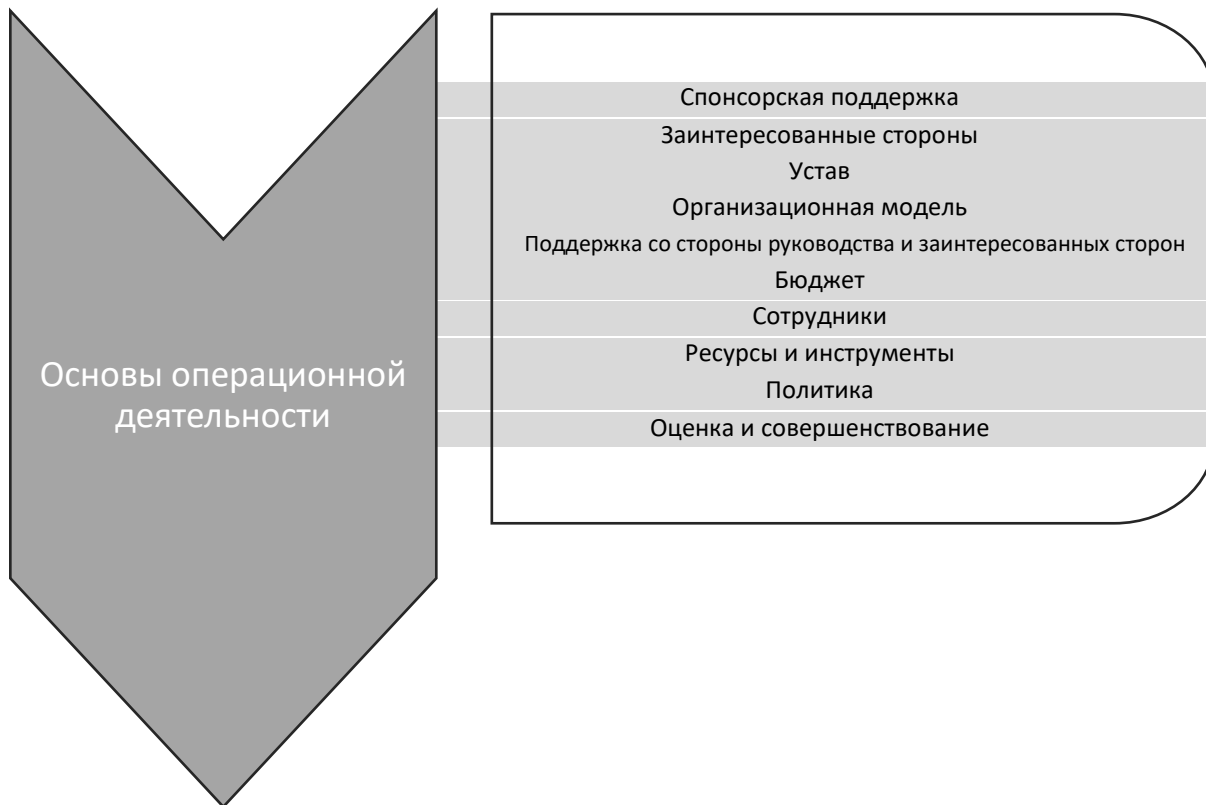 Основы операционной
деятельности
Спонсорская поддержка
Заинтересованные стороны
Устав
Организационная модель
Поддержка со стороны руководства и заинтересованных сторон
Бюджет
Сотрудники
Ресурсы и инструменты
Политика
Оценка и совершенствование